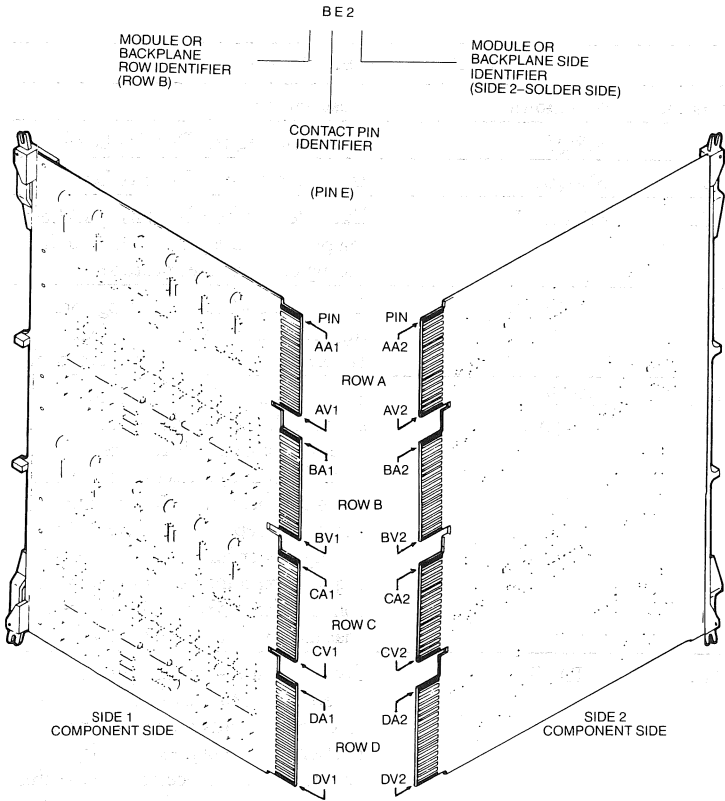 BE2
MODULE OR
BACKPLANE
ROW IDENTIFIER
(ROW B)
MODULE OR
BACKPLANE SIDE
IDENTIFIER
(SIDE 2–SOLDER SIDE)
CONTACT PIN
IDENTIFIER
(PIN E)
PIN PIN
AA1 AA2
ROW A
AV1 AV2
BA1 BA2
ROW B
BV1 BV2
CA1 CA2
ROW C
CV1 CV2
DA1 DA2
SIDE 1
COMPONENT SIDE
SIDE 2
COMPONENT SIDE
ROW D
DV1 DV2